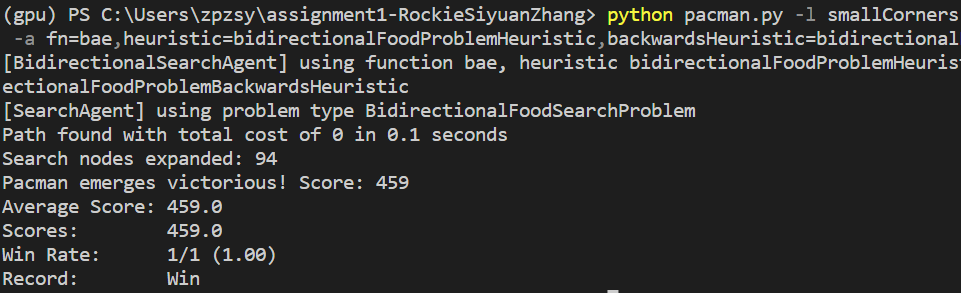 (gpu) PS C:\Users\zpzsy\assignment1-RockieSiyuanZhang> python pacman.py -l smallCorners
-a fn=bae,heuristic=bidirectionalFoodProblemHeuristic,backwardsHeuristic=bidirectional
[BidirectionalSearchAgent] using function bae, heuristic bidirectionalFoodProblemHeurist
ectionalFoodProblemBackwardsHeuristic
[SearchAgent] using problem type BidirectionalFoodSearchProblem
Path found with total cost of 0 in 0.1 seconds
Search nodes expanded: 94
Pacman emerges victorious! Score: 459
Average Score: 459.0
Scores:        459.0
Win Rate:      1/1 (1.00)
Record:        Win